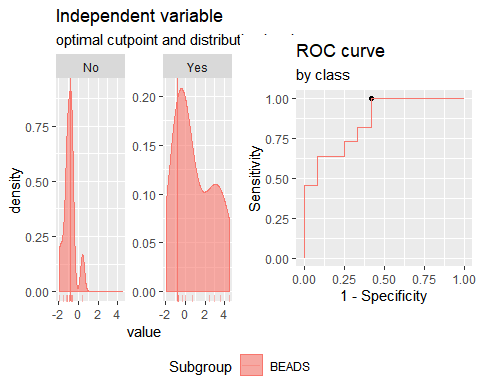 Independent variable
optimal cutpoint and distribut
No
Yes
density
0.75
0.50
0.25
0.00
0.20
0.15
0.10
0.05
0.00
-2 0 2 4
-2 0 2 4
value
ROC curve
by class
Sensitivity
1.00
0.75
0.50
0.25
0.00
0.00 0.25 0.50 0.75 1.00
1 - Specificity
Subgroup BEADS